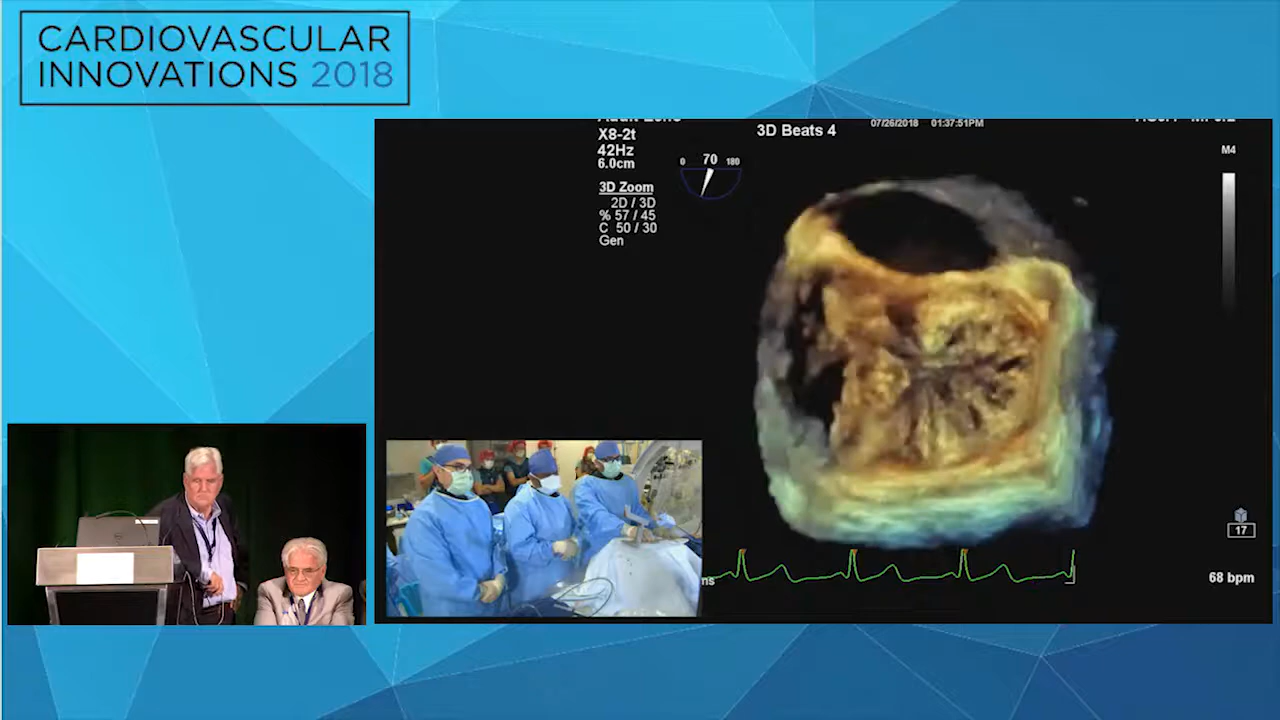 CARDIOVASCULAR
INNOVATIONS 2018
X8-2t
42Hz
6.0cm
3D Zoom
2D / 3D
% 57 / 45
C 50 / 30
Gen
0 70 180
3D Beats 4
07/26/2018 01:37:51PM
M4
17
68 bpm